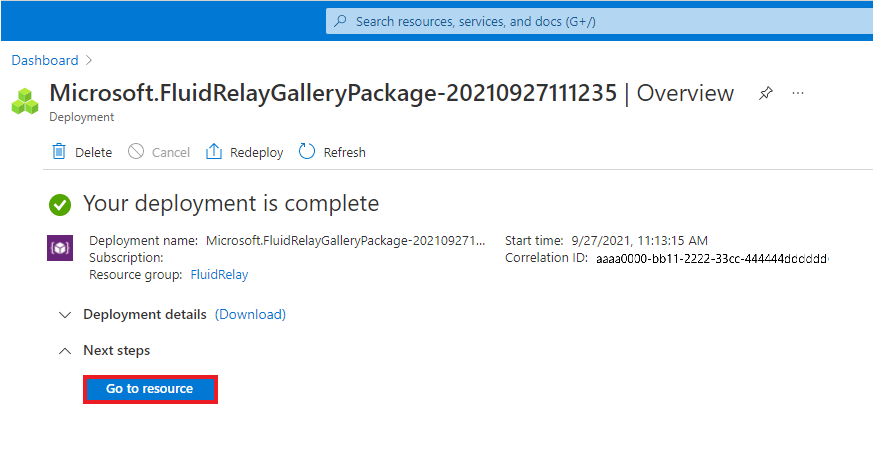 Search resources, services, and docs (G+/)
Dashboard
Microsoft.FluidRelayGalleryPackage-20210927111235 | Overview
Deployment
Delete Cancel Redeploy Refresh
Your deployment is complete
Deployment name: Microsoft.FluidRelayGalleryPackage-202109271... Start time: 9/27/2021, 11:13:15 AM
Subscription: Correlation ID: aaaa0000-bb11-2222-33cc-444444dddddd
Resource group: FluidRelay
Deployment details (Download)
Next steps
Go to resource